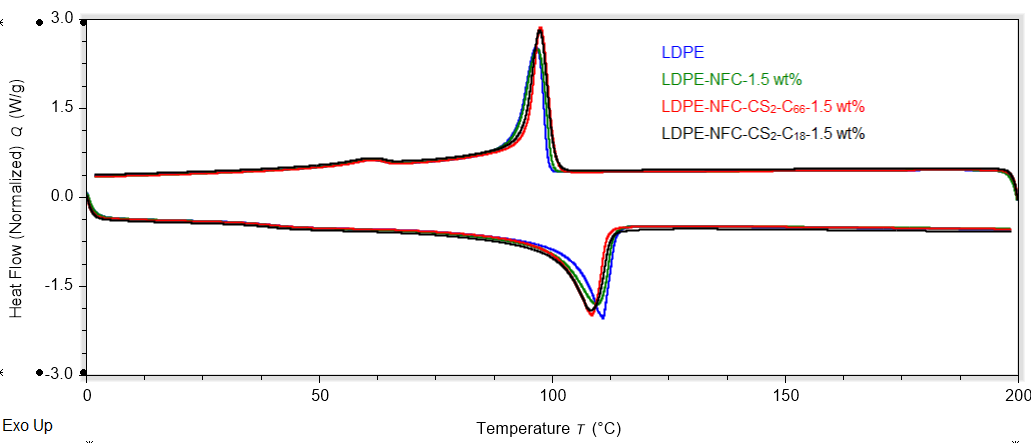 3.0
1.5
0.0
-1.5
-3.0
Heat Flow (Normalized) Q (W/g)
LDPE
LDPE-NFC-1.5 wt%
LDPE-NFC-CS₂-C₆₆-1.5 wt%
LDPE-NFC-CS₂-C₁₈-1.5 wt%
0 50 100 150 200
Exo Up
Temperature T (°C)